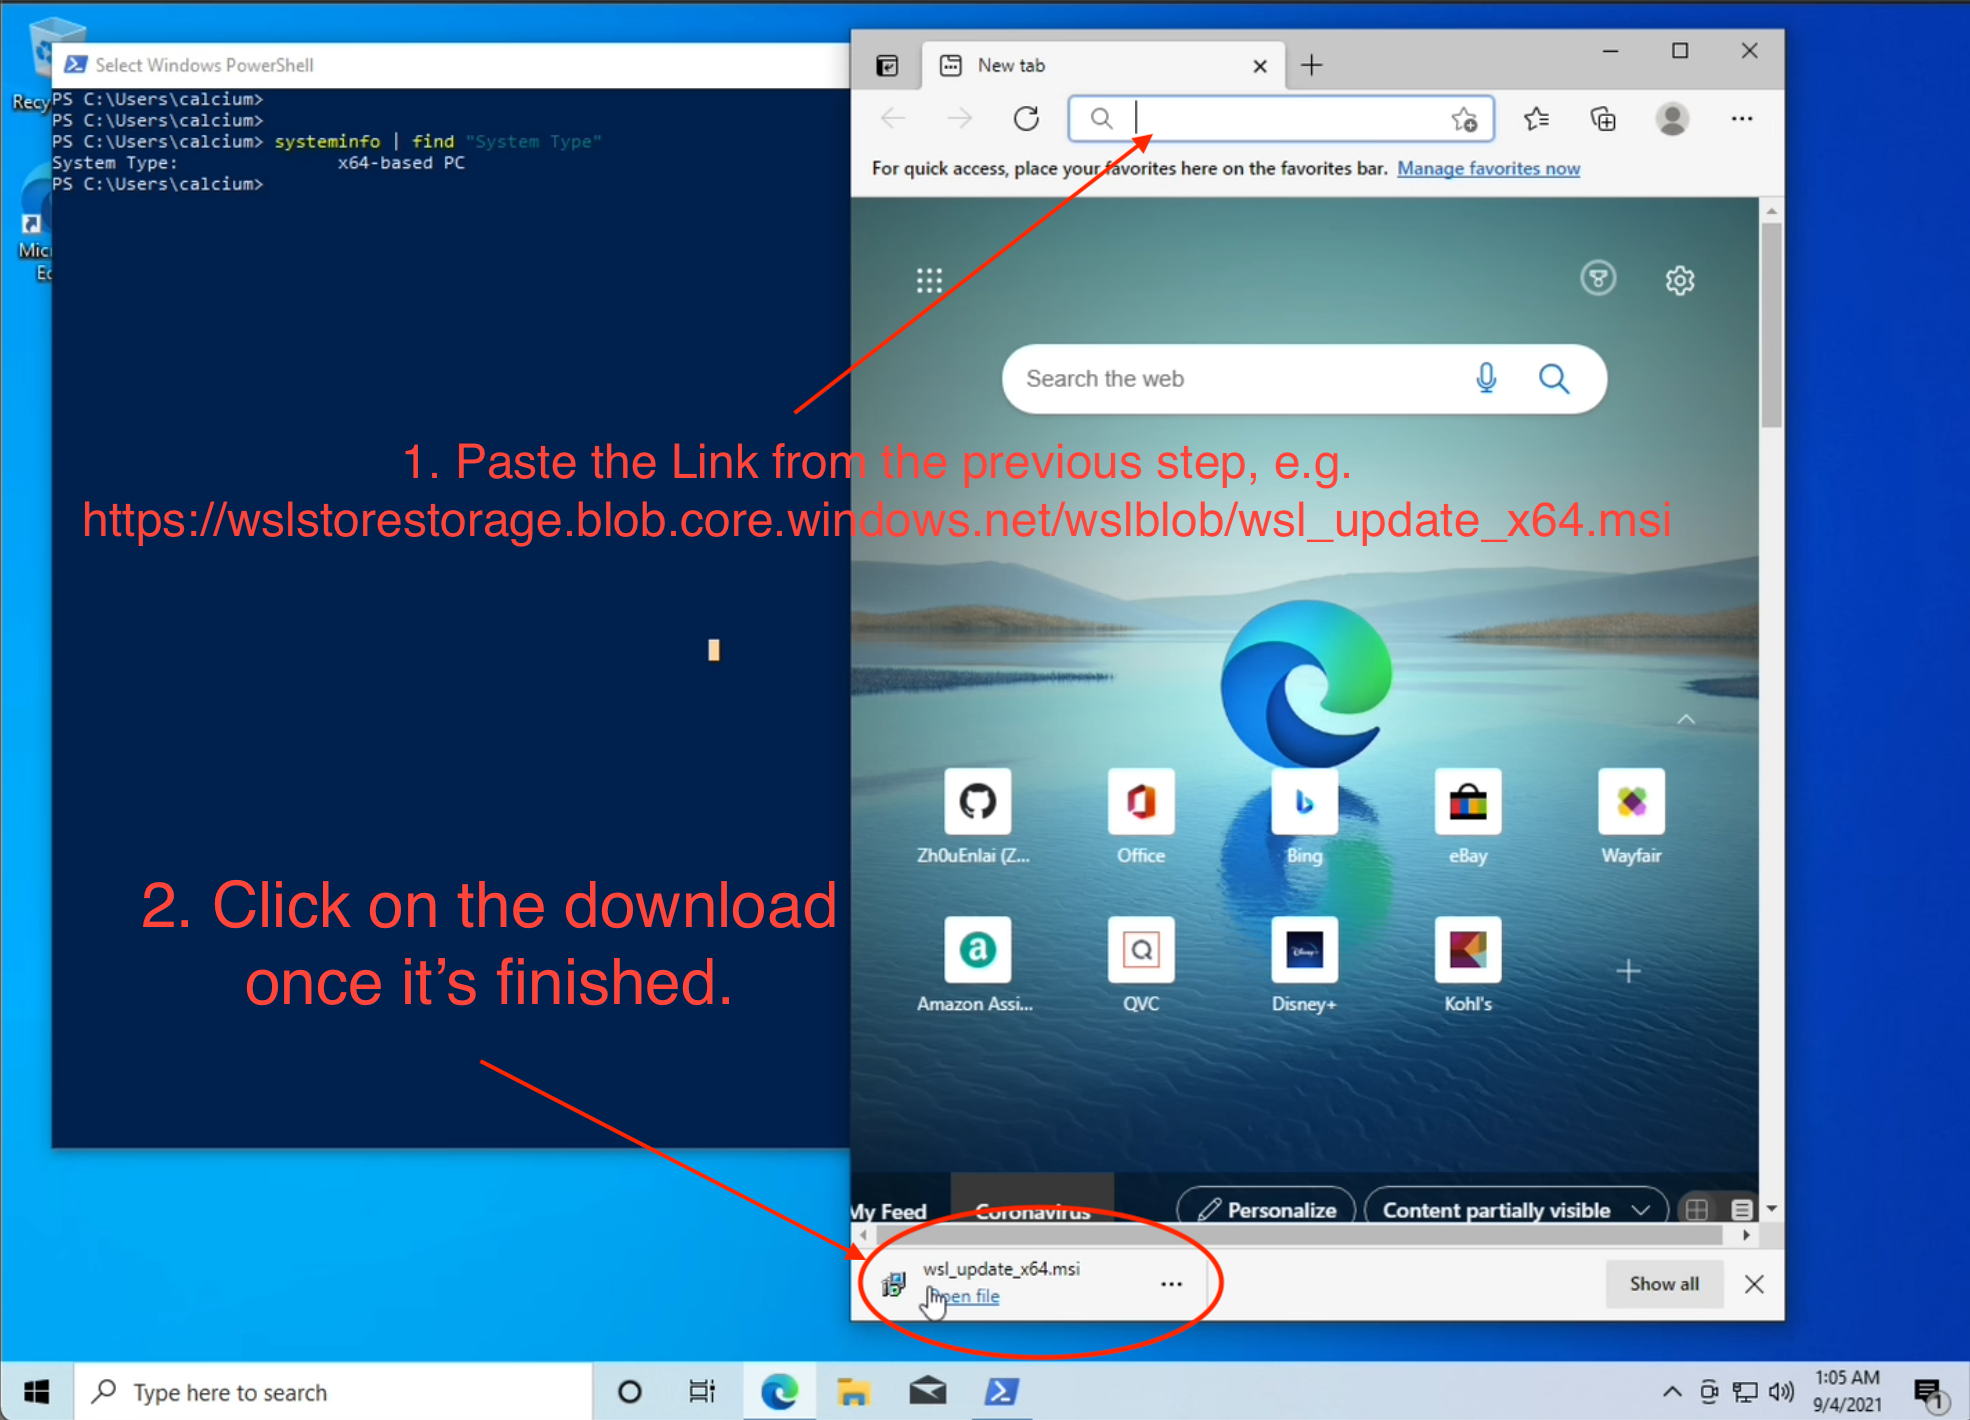 Recy
Mic
Ed
Select Windows PowerShell
PS C:\Users\calcium>
PS C:\Users\calcium>
PS C:\Users\calcium> systeminfo | find "System Type"
System Type: x64-based PC
PS C:\Users\calcium>
New tab
For quick access, place your favorites here on the favorites bar. Manage favorites now
Search the web
1. Paste the Link from the previous step, e.g.
https://wslstorestorage.blob.core.windows.net/wslblob/wsl_update_x64.msi
Zh0uEnlai (Z...
Office
Bing
eBay
Wayfair
2. Click on the download
once it's finished.
Disney+
Amazon Assi...
QVC
Disney+
Kohl's
My Feed
Coronavirus
Personalize
Content partially visible
wsl_update_x64.msi
Open file
Show all
Type here to search
1:05 AM
9/4/2021
1